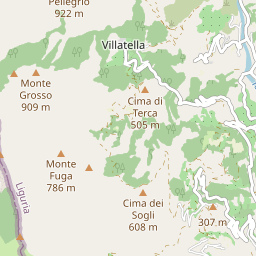 Pellegrino
922 m
Villatella
Monte
Grosso
909 m
Cima di
Terca
505 m
Monte
Fuga
786 m
Liguria
Cima dei
Sogli
608 m
307 m